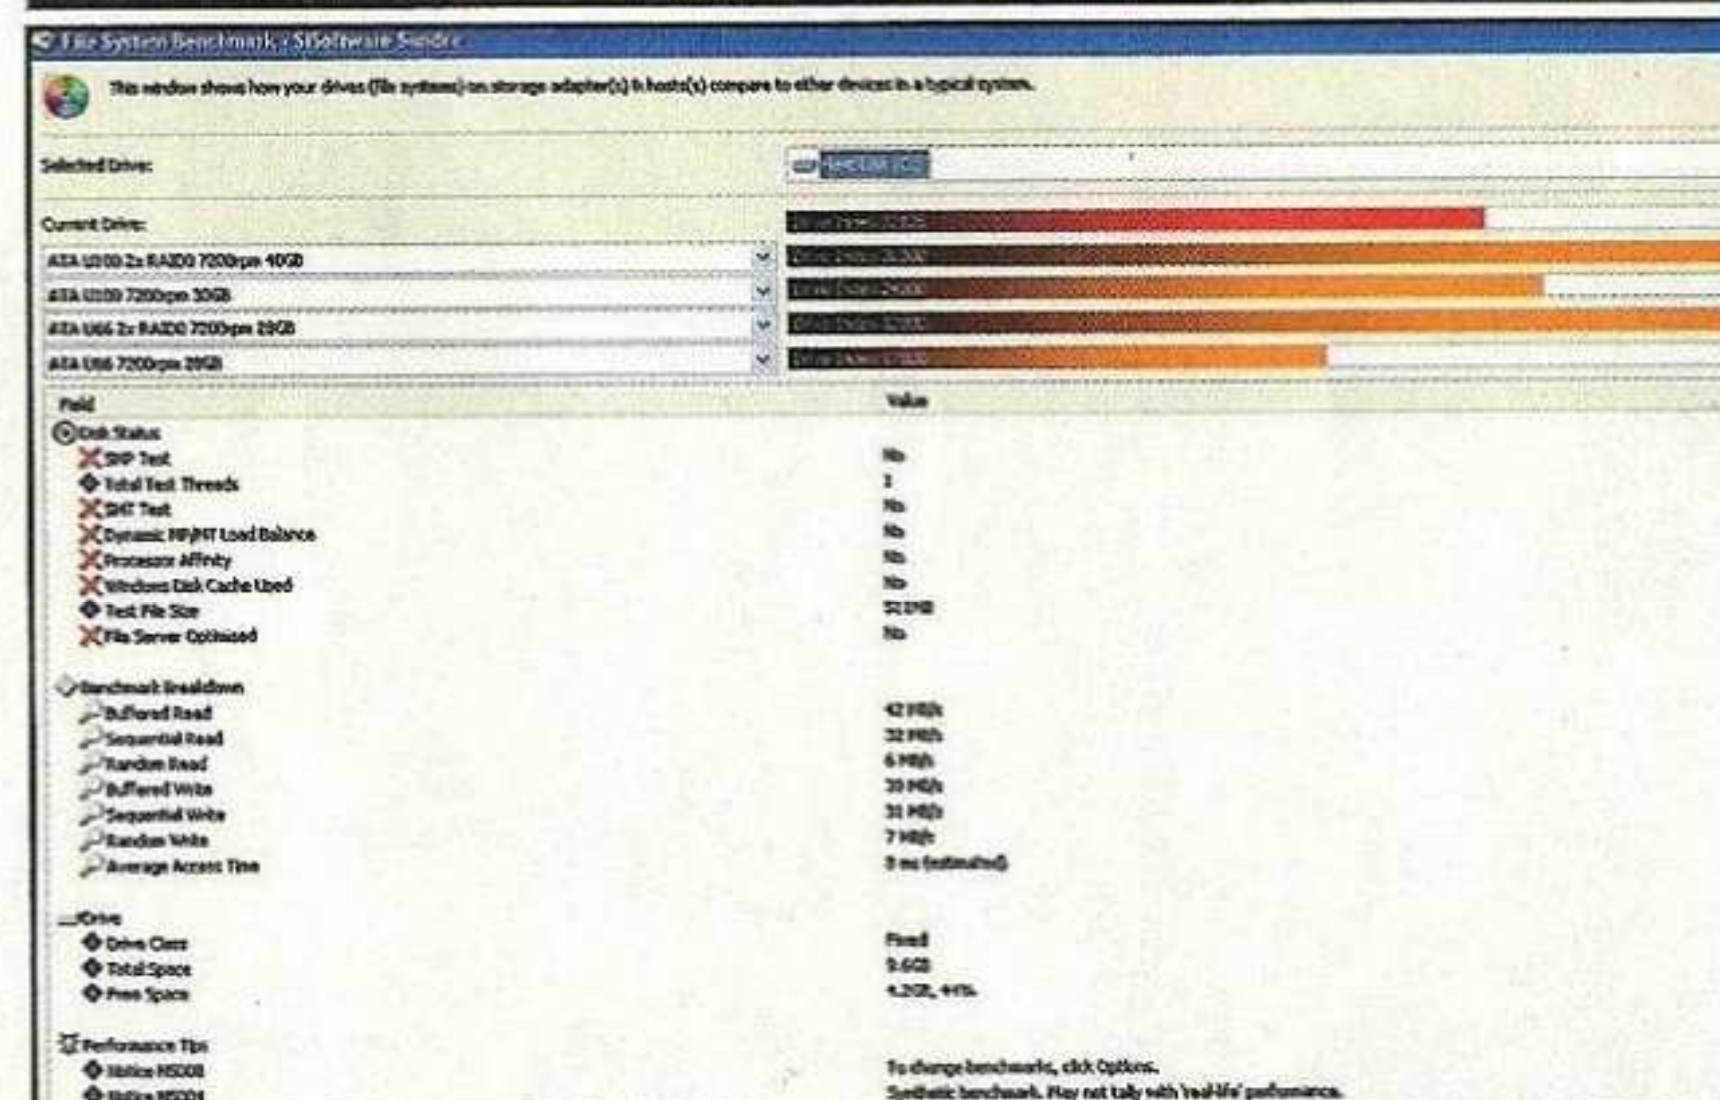 File System Benchmark - SiSoftware Sandra
This window shows how your drives (file systems) on storage adapter(s) & hosts(s) compare to other devices in a typical system.
Selected Drive:
Current Drive:
ATA U100 2x RAID0 7200rpm 40GB
ATA U100 7200rpm 30GB
ATA U66 2x RAID0 7200rpm 28GB
ATA U66 7200rpm 28GB
Field Value
Disk Status
SMP Test No
Total Test Threads 1
SMT Test No
Dynamic MP/MT Load Balance No
Processor Affinity No
Windows Disk Cache Used No
Test File Size
File Server Optimised No
Benchmark Breakdown
Buffered Read 42 MB/s
Sequential Read 32 MB/s
Random Read 6 MB/s
Buffered Write MB/s
Sequential Write 31 MB/s
Random Write 7 MB/s
Average Access Time ms (estimated)
Drive
Drive Class Fixed
Total Space
Free Space
Performance Tips
Notice To change benchmarks, click Options.
Notice Synthetic benchmark. May not tally with 'real-life' performance.